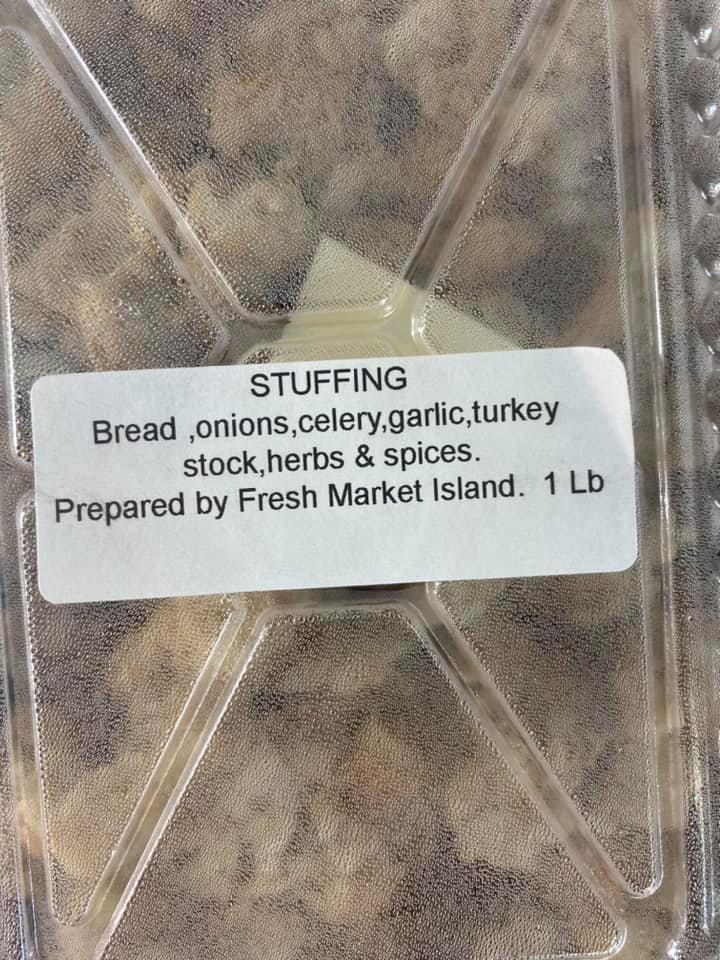 STUFFING
Bread ,onions,celery,garlic,turkey
stock,herbs & spices.
Prepared by Fresh Market Island.  1 Lb